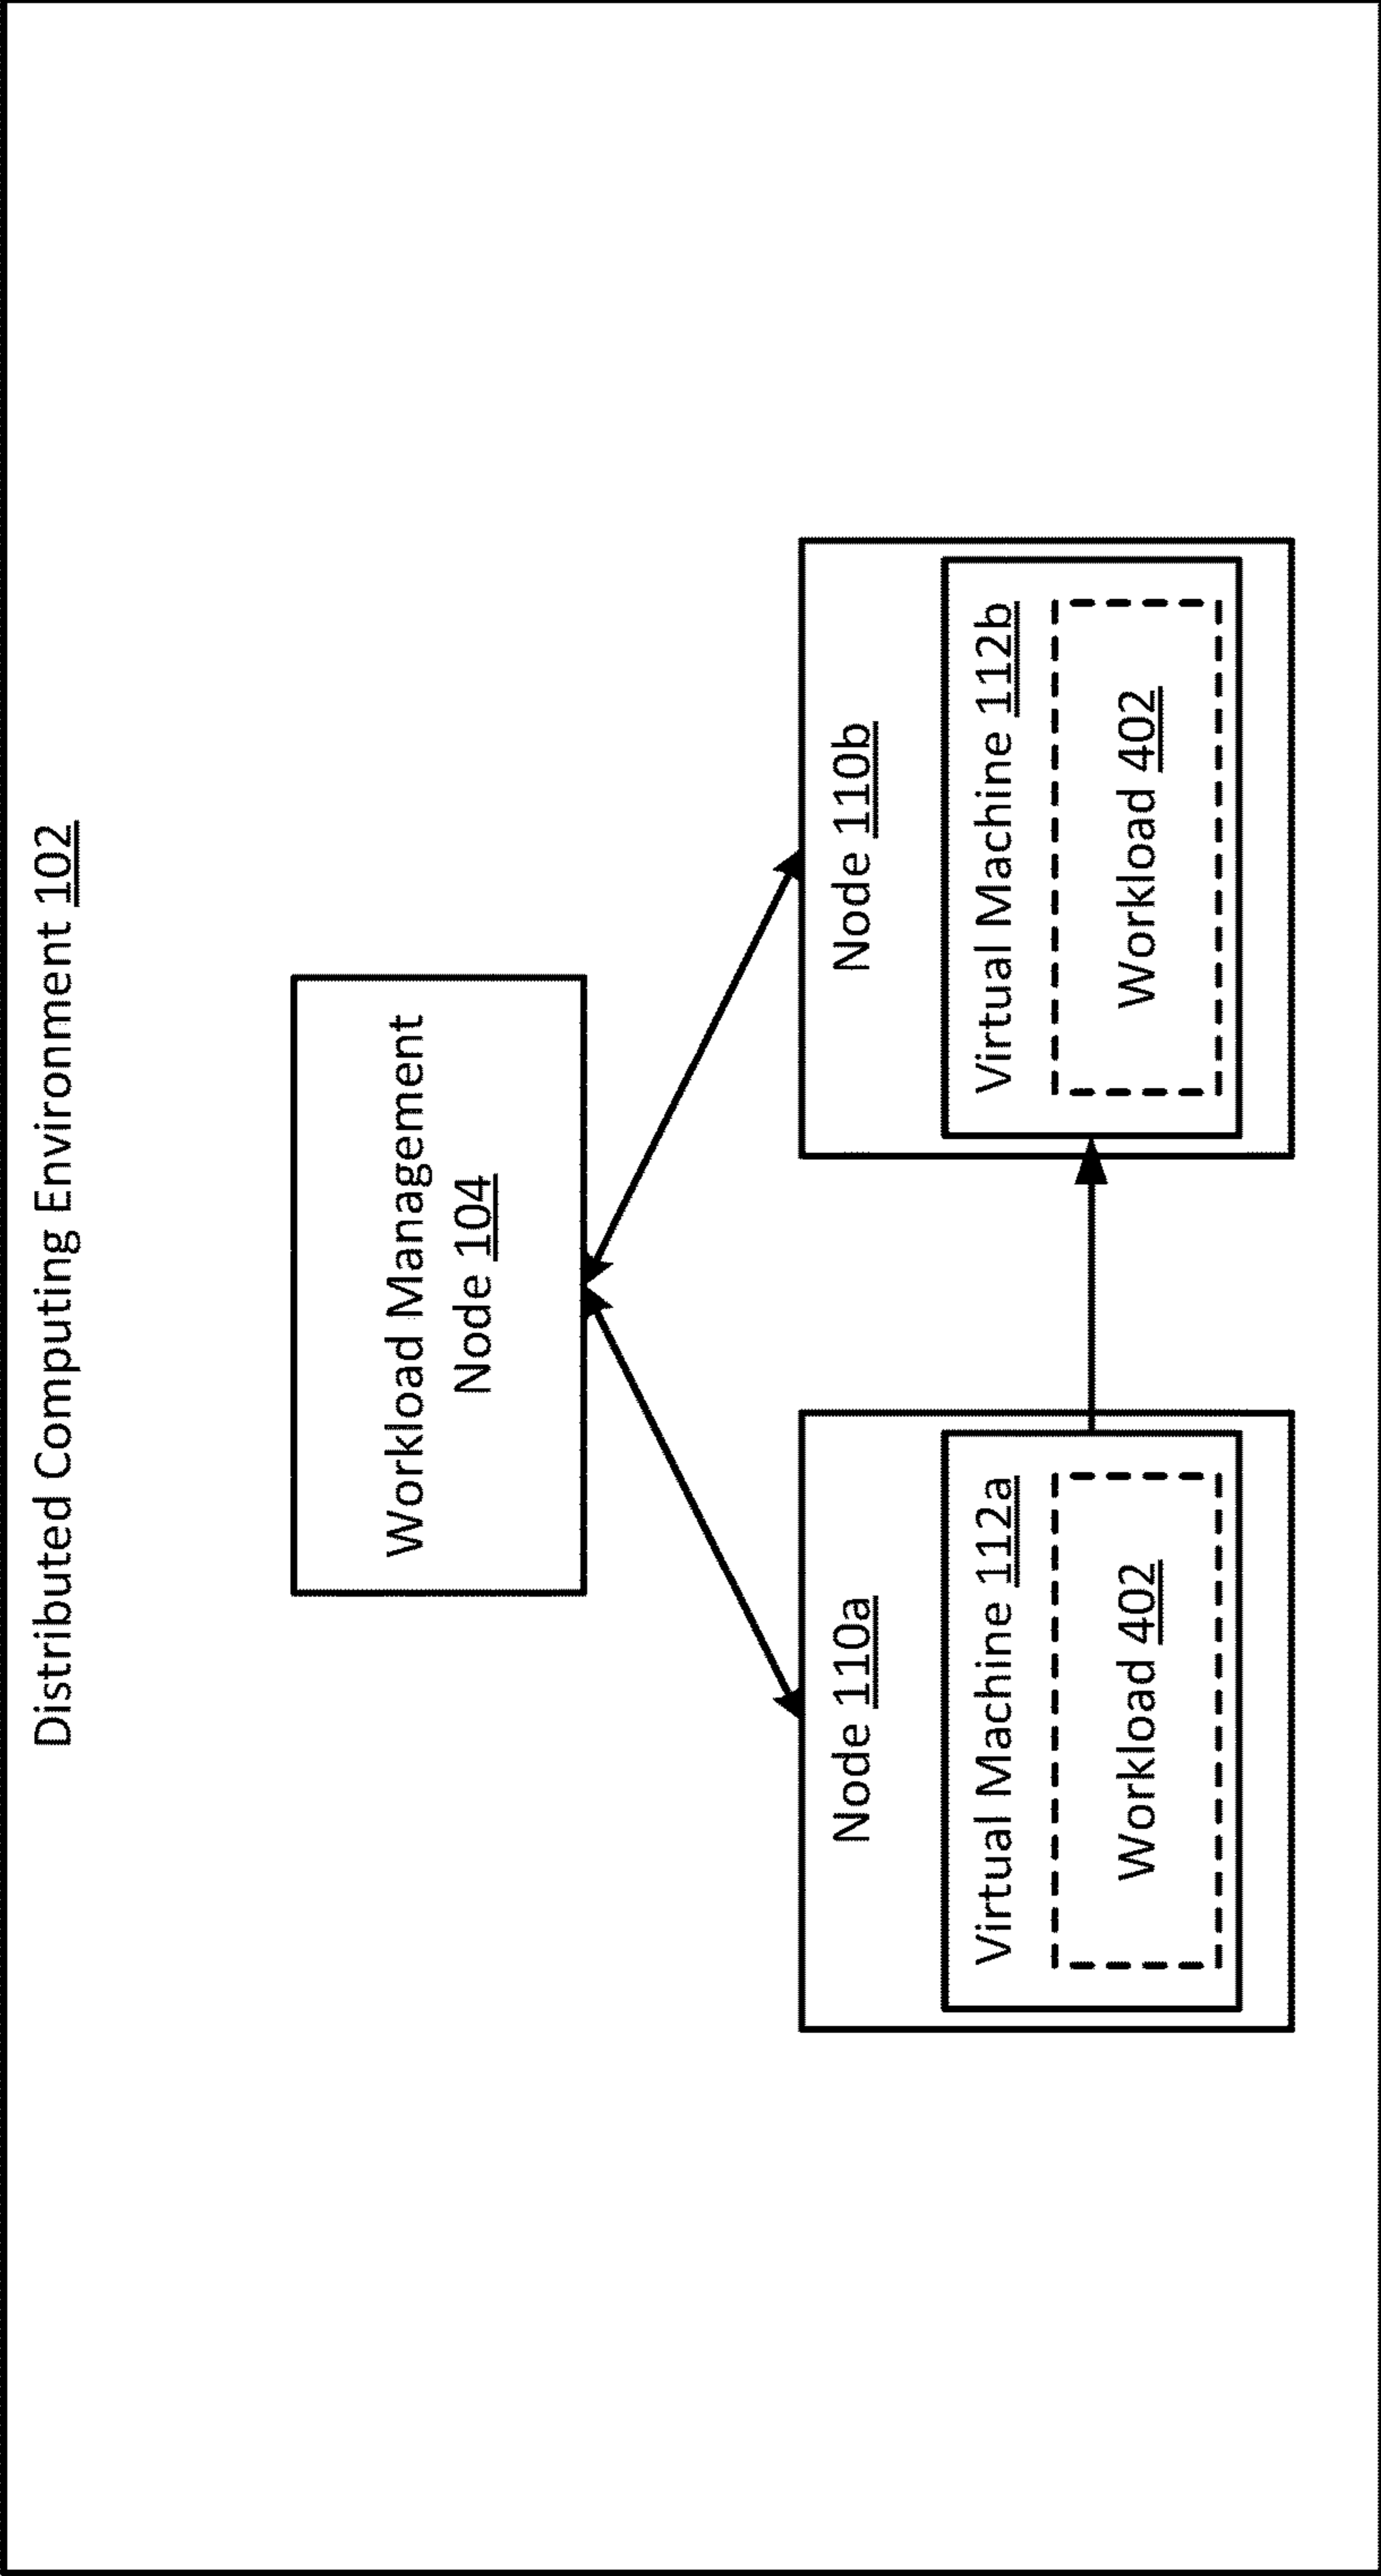 Distributed Computing Environment 102
Workload Management
Node 104
Node 110a
Virtual Machine 112a
Workload 402
Node 110b
Virtual Machine 112b
Workload 402